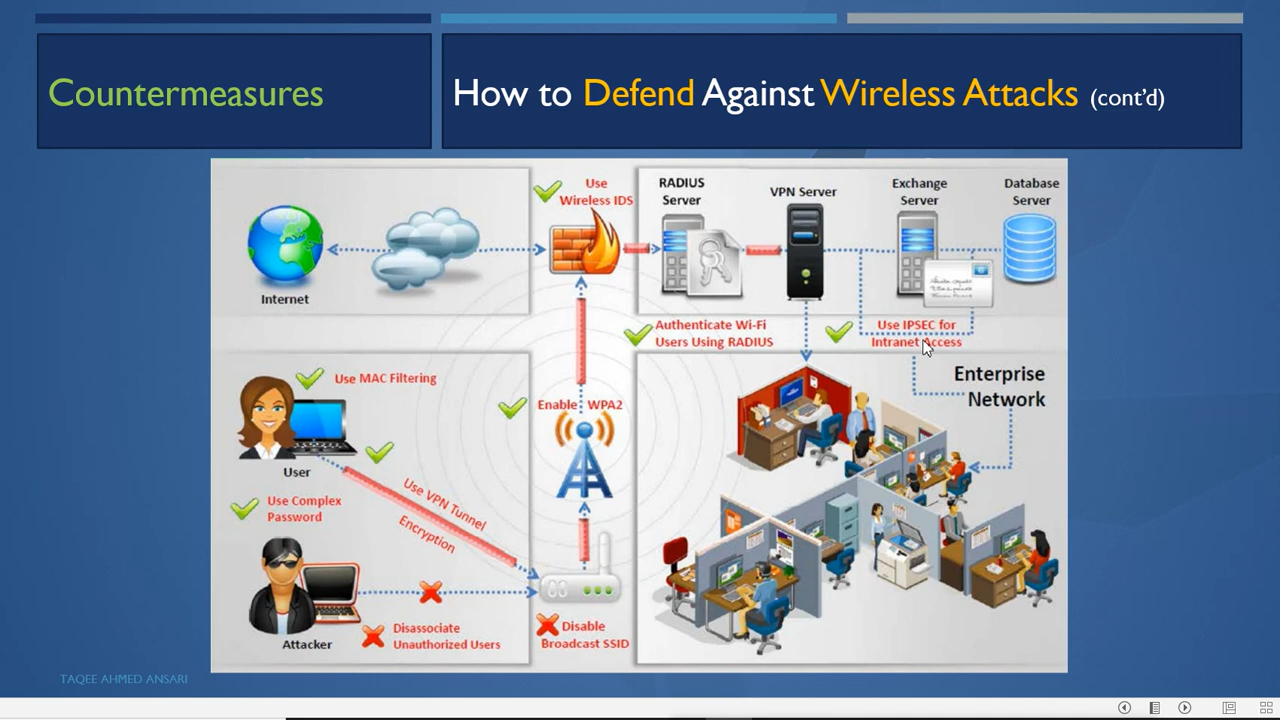 Countermeasures
How to Defend Against Wireless Attacks (cont'd)
Use
Wireless IDS
RADIUS
Server
VPN Server
Exchange
Server
Database
Server
Internet
Authenticate Wi-Fi
Users Using RADIUS
Use IPSEC for
Intranet Access
Use MAC Filtering
Enable WPA2
Enterprise
Network
User
Use VPN Tunnel
Encryption
Use Complex
Password
Attacker
Disassociate
Unauthorized Users
Disable
Broadcast SSID
TAQEE AHMED ANSARI